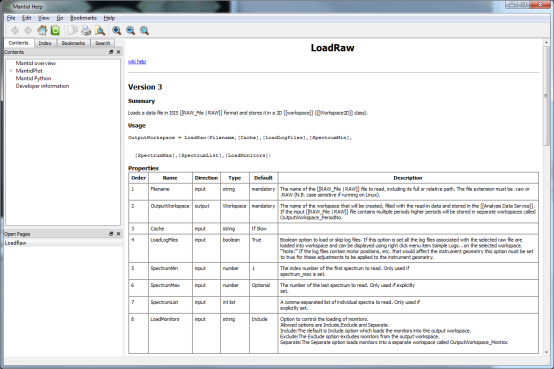 Mantid Help
File Edit View Go Bookmarks Help
Contents Index Bookmarks Search
Contents
Mantid overview
MantidPlot
Mantid Python
Developer information
Open Pages
LoadRaw
LoadRaw
wiki help
Version 3
Summary
Loads a data file in ISIS [[RAW_File | RAW]] format and stores it in a 2D [[workspace]] ([[Workspace2D]] class).
Usage
OutputWorkspace = LoadRaw(Filename,[Cache],[LoadLogFiles],[SpectrumMin],
[SpectrumMax],[SpectrumList],[LoadMonitors])
Properties
Order Name Direction Type Default Description
1 Filename input string mandatory The name of the [[RAW_File | RAW]] file to read, including its full or relative path. The file extension must be .raw or
.RAW (N.B. case sensitive if running on Linux).
2 OutputWorkspace output Workspace mandatory The name of the workspace that will be created, filled with the read-in data and stored in the [[Analysis Data Service]].
If the input [[RAW_File | RAW]] file contains multiple periods higher periods will be stored in separate workspaces called
OutputWorkspace_PeriodNo.
3 Cache input string If Slow
4 LoadLogFiles input boolean True Boolean option to load or skip log files. If this option is set all the log files associated with the selected raw file are
loaded into workspace and can be displayed using right click menu item Sample Logs...on the selected workspace.
'''Note:''' If the log files contain motor positions, etc. that would affect the instrument geometry this option must be set
to true for these adjustments to be applied to the instrument geometry.
5 SpectrumMin input number 1 The index number of the first spectrum to read. Only used if
spectrum_max is set.
6 SpectrumMax input number Optional The number of the last spectrum to read. Only used if explicitly
set.
7 SpectrumList input int list A comma-separated list of individual spectra to read. Only used if
explicitly set.
8 LoadMonitors input string Include Option to control the loading of monitors.
Allowed options are Include,Exclude and Separate.
Include:The default is Include option which loads the monitors into the output workspace.
Exclude:The Exclude option excludes monitors from the output workspace.
Separate:The Separate option loads monitors into a separate workspace called OutputWorkspace_Monitor.